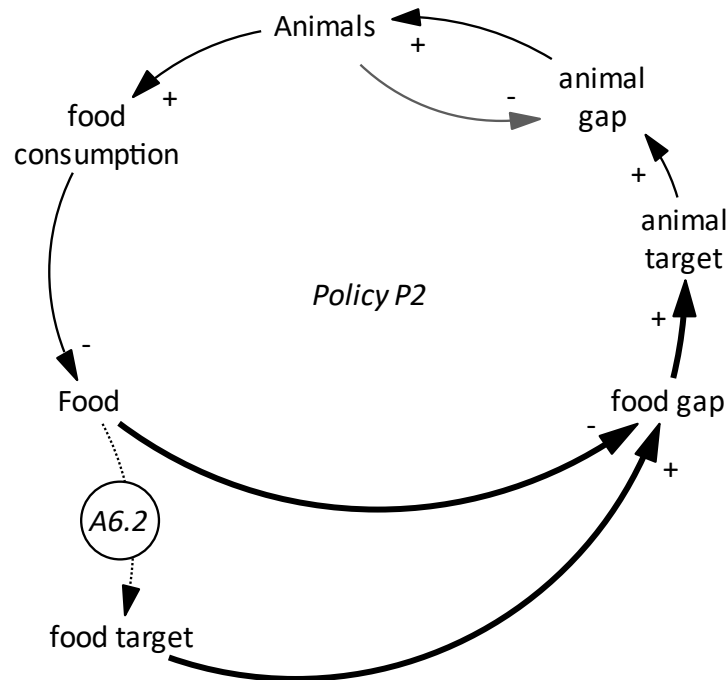 Animals
+
+
-
animal
gap
food
consumption
+
animal
target
Policy P2
+
-
Food
food gap
-
+
A6.2
food target